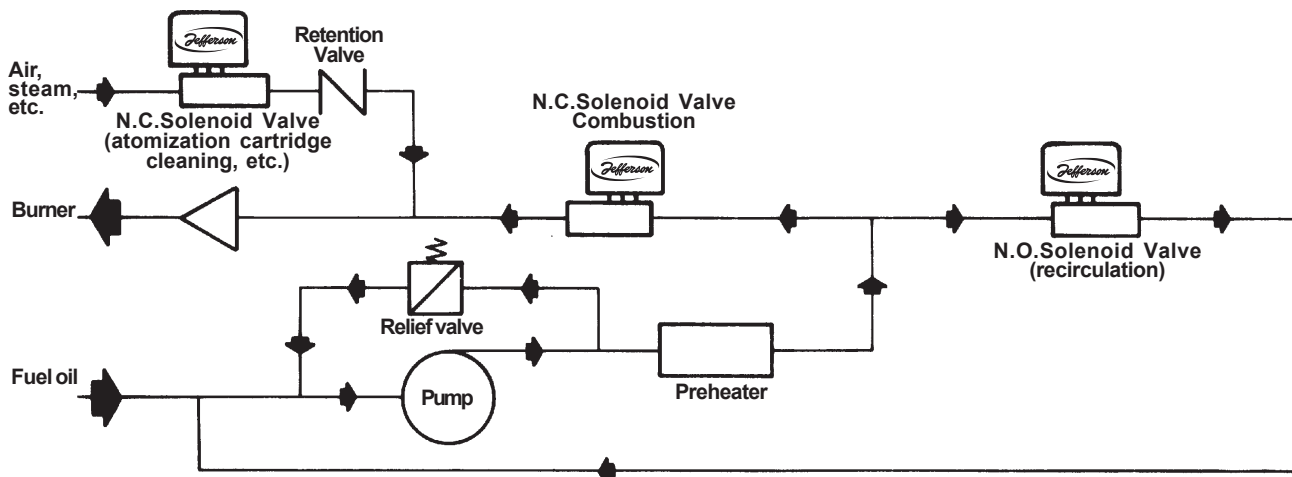 Jefferson
Retention
Valve
Air,
steam,
etc.
N.C.Solenoid Valve
(atomization cartridge
cleaning, etc.)
N.C.Solenoid Valve
Combustion
Jefferson
Jefferson
Burner
N.O.Solenoid Valve
(recirculation)
Relief valve
Fuel oil
Pump
Preheater